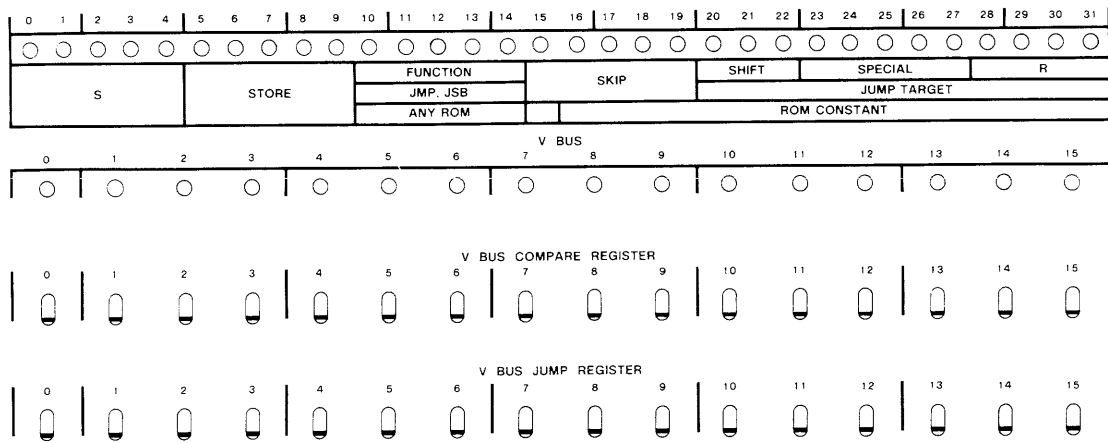 0 1 2 3 4 5 6 7 8 9 10 11 12 13 14 15 16 17 18 19 20 21 22 23 24 25 26 27 28 29 30 31
S STORE FUNCTION SKIP SHIFT SPECIAL R
JMP, JSB JUMP TARGET
ANY ROM ROM CONSTANT
V BUS
0 1 2 3 4 5 6 7 8 9 10 11 12 13 14 15
V BUS COMPARE REGISTER
0 1 2 3 4 5 6 7 8 9 10 11 12 13 14 15
V BUS JUMP REGISTER
0 1 2 3 4 5 6 7 8 9 10 11 12 13 14 15